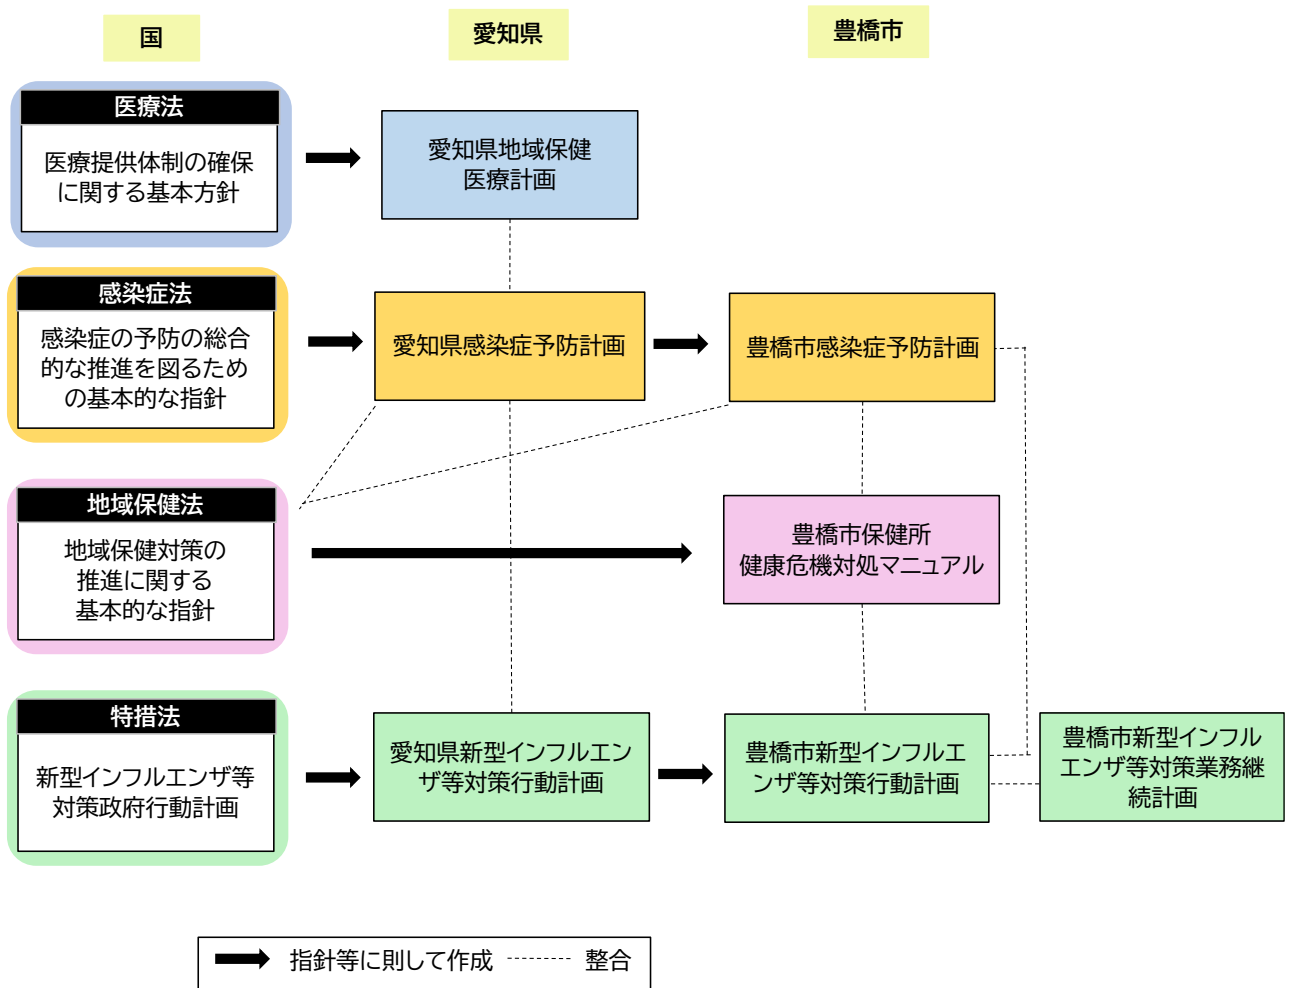 国
愛知県
豊橋市
医療法
医療提供体制の確保
に関する基本方針
愛知県地域保健
医療計画
感染症法
感染症の予防の総合
的な推進を図るため
の基本的な指針
愛知県感染症予防計画
豊橋市感染症予防計画
地域保健法
地域保健対策の
推進に関する
基本的な指針
豊橋市保健所
健康危機対処マニュアル
特措法
新型インフルエンザ等
対策政府行動計画
愛知県新型インフルエン
ザ等対策行動計画
豊橋市新型インフルエ
ンザ等対策行動計画
豊橋市新型インフル
エンザ等対策業務継
続計画
指針等に則して作成
整合